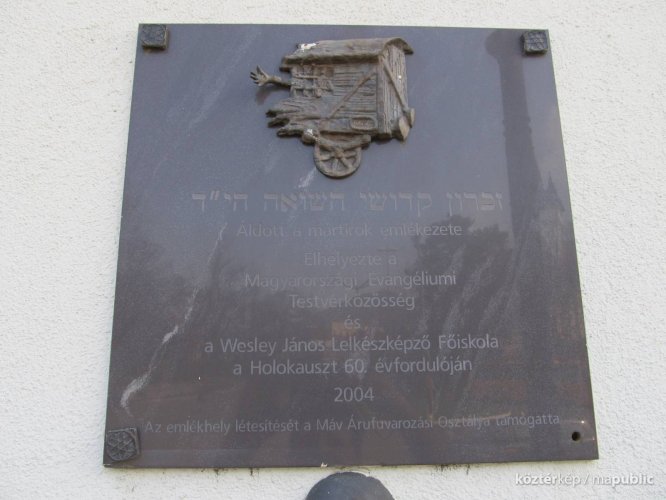 זכרון קדושי השואה הי"ד
Áldott a mártírok emlékezete
Elhelyezte a
Magyarországi Evangéliumi
Testvérközösség
és
a Wesley János Lelkészképző Főiskola
a Holokauszt 60. évfordulóján
2004
Az emlékhely létesítését a Máv Árufuvarozási Osztálya támogatta
köztérkép / mapublic